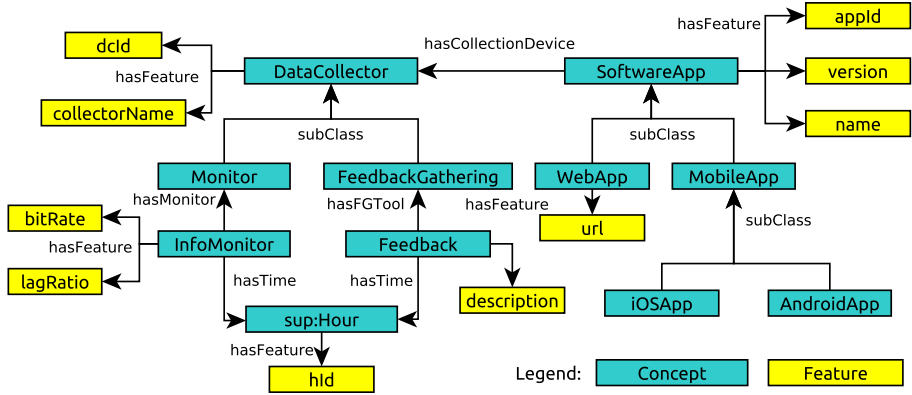 appId
hasFeature
dcId
hasCollectionDevice
hasFeature
DataCollector
SoftwareApp
version
collectorName
name
subClass
subClass
Monitor
FeedbackGathering
WebApp
MobileApp
hasMonitor
hasFGTool
hasFeature
bitRate
subClass
url
hasFeature
InfoMonitor
Feedback
lagRatio
hasTime
hasTime
description
iOSApp
AndroidApp
sup:Hour
hasFeature
hId
Legend:
Concept
Feature